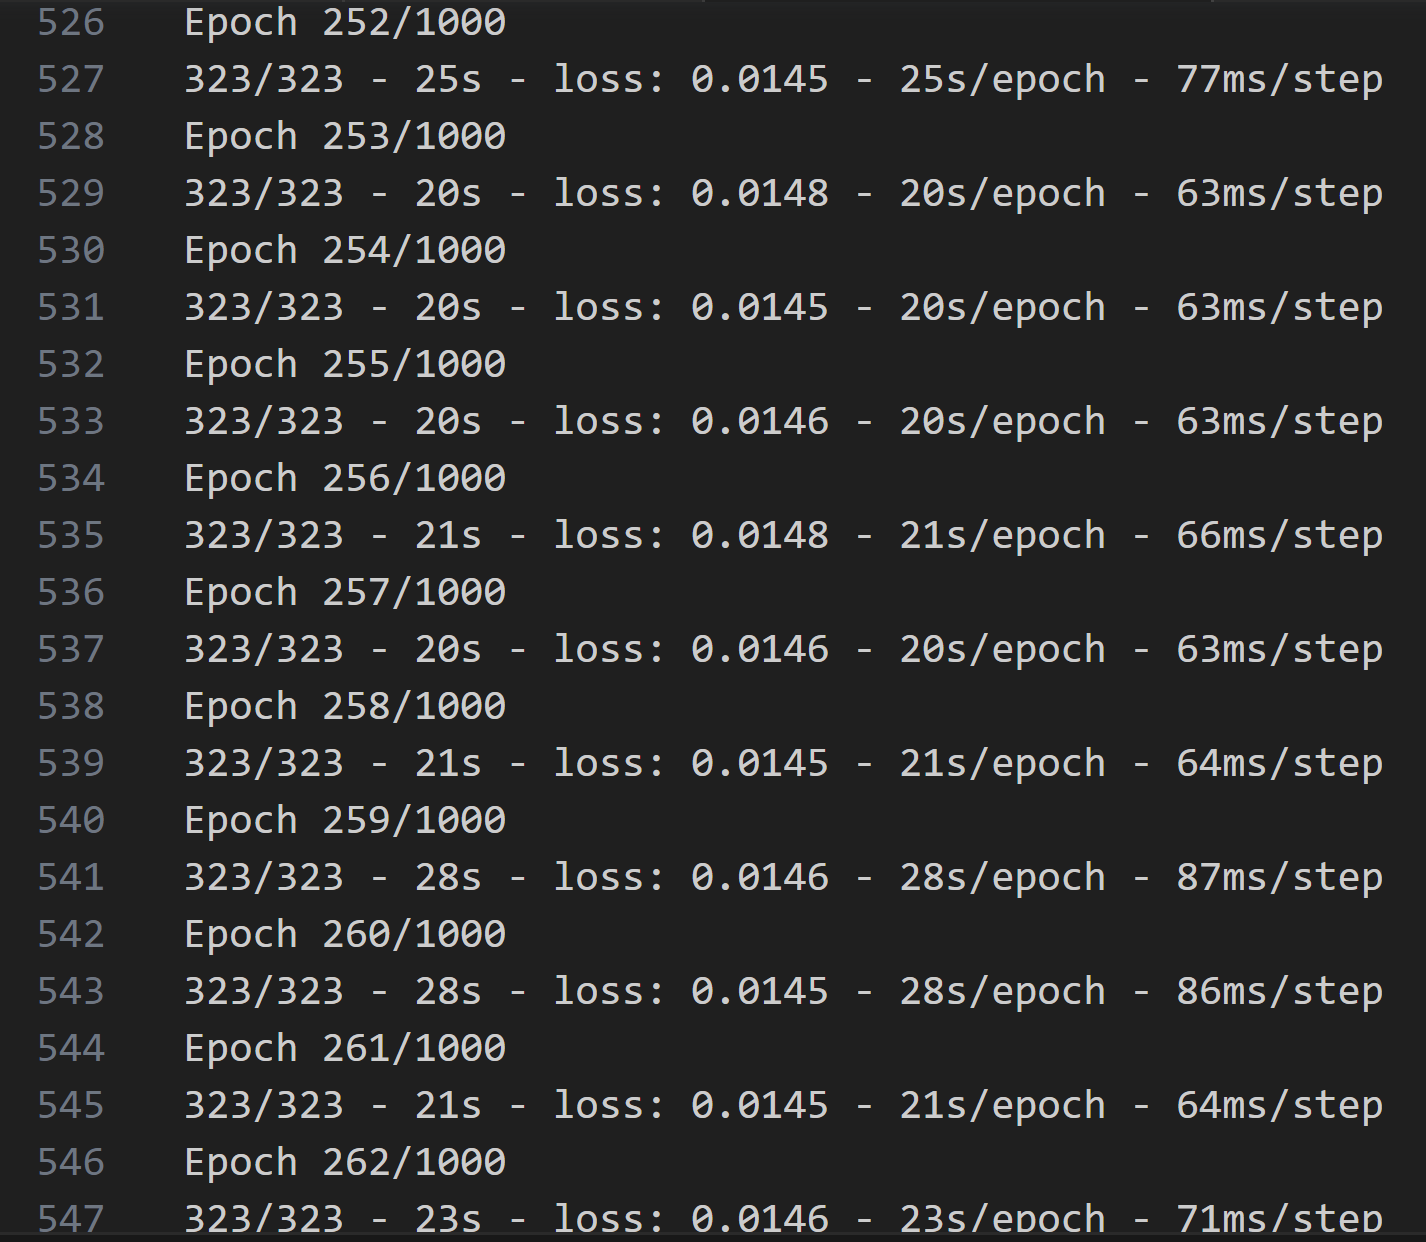 526 Epoch 252/1000
527 323/323 - 25s - loss: 0.0145 - 25s/epoch - 77ms/step
528 Epoch 253/1000
529 323/323 - 20s - loss: 0.0148 - 20s/epoch - 63ms/step
530 Epoch 254/1000
531 323/323 - 20s - loss: 0.0145 - 20s/epoch - 63ms/step
532 Epoch 255/1000
533 323/323 - 20s - loss: 0.0146 - 20s/epoch - 63ms/step
534 Epoch 256/1000
535 323/323 - 21s - loss: 0.0148 - 21s/epoch - 66ms/step
536 Epoch 257/1000
537 323/323 - 20s - loss: 0.0146 - 20s/epoch - 63ms/step
538 Epoch 258/1000
539 323/323 - 21s - loss: 0.0145 - 21s/epoch - 64ms/step
540 Epoch 259/1000
541 323/323 - 28s - loss: 0.0146 - 28s/epoch - 87ms/step
542 Epoch 260/1000
543 323/323 - 28s - loss: 0.0145 - 28s/epoch - 86ms/step
544 Epoch 261/1000
545 323/323 - 21s - loss: 0.0145 - 21s/epoch - 64ms/step
546 Epoch 262/1000
547 323/323 - 23s - loss: 0.0146 - 23s/epoch - 71ms/step